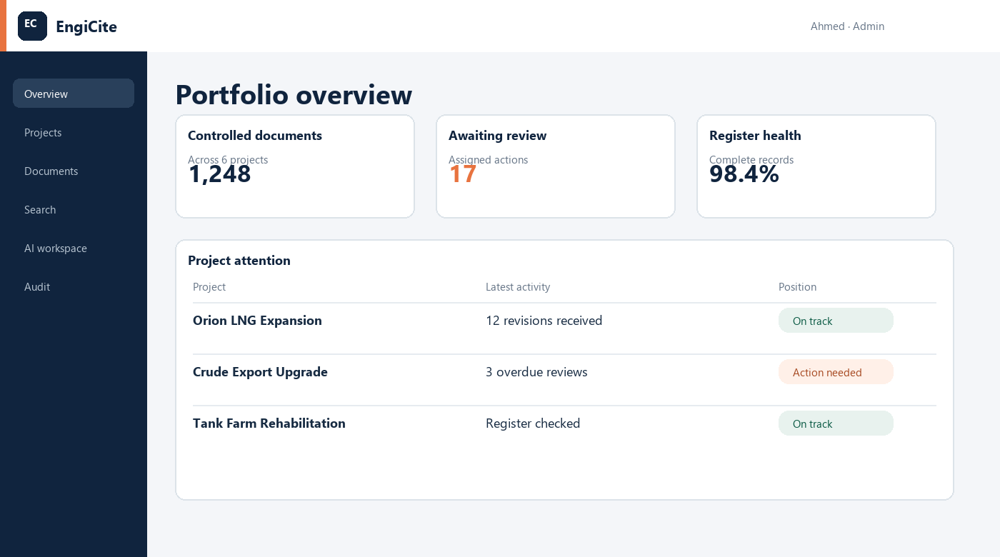 EC EngiCite
Ahmed · Admin
Overview
Projects
Documents
Search
AI workspace
Audit
Portfolio overview
Controlled documents
Across 6 projects
1,248
Awaiting review
Assigned actions
17
Register health
Complete records
98.4%
Project attention
Project Latest activity Position
Orion LNG Expansion 12 revisions received On track
Crude Export Upgrade 3 overdue reviews Action needed
Tank Farm Rehabilitation Register checked On track